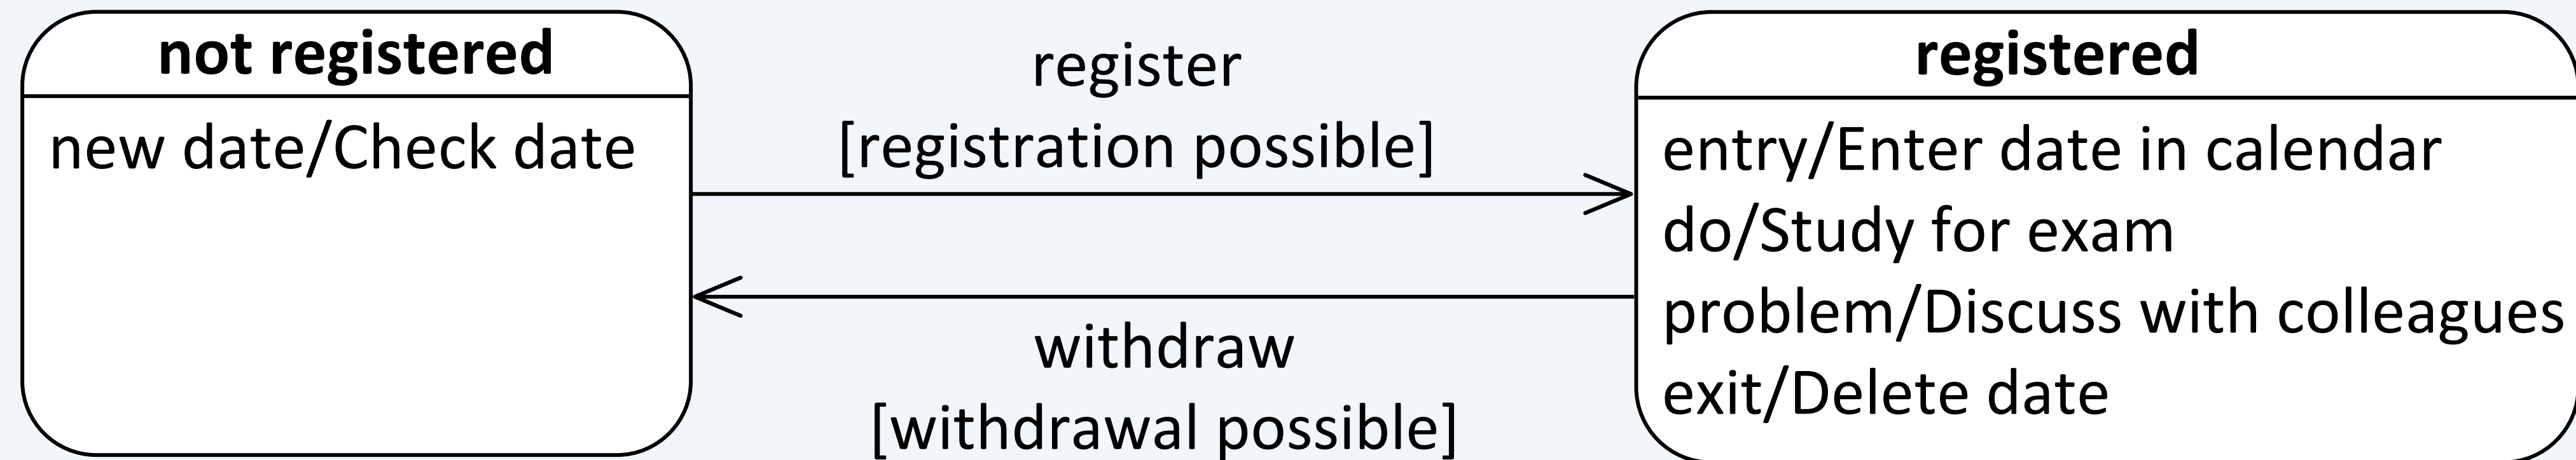 not registered
new date/Check date
register
[registration possible]
withdraw
[withdrawal possible]
registered
entry/Enter date in calendar
do/Study for exam
problem/Discuss with colleagues
exit/Delete date